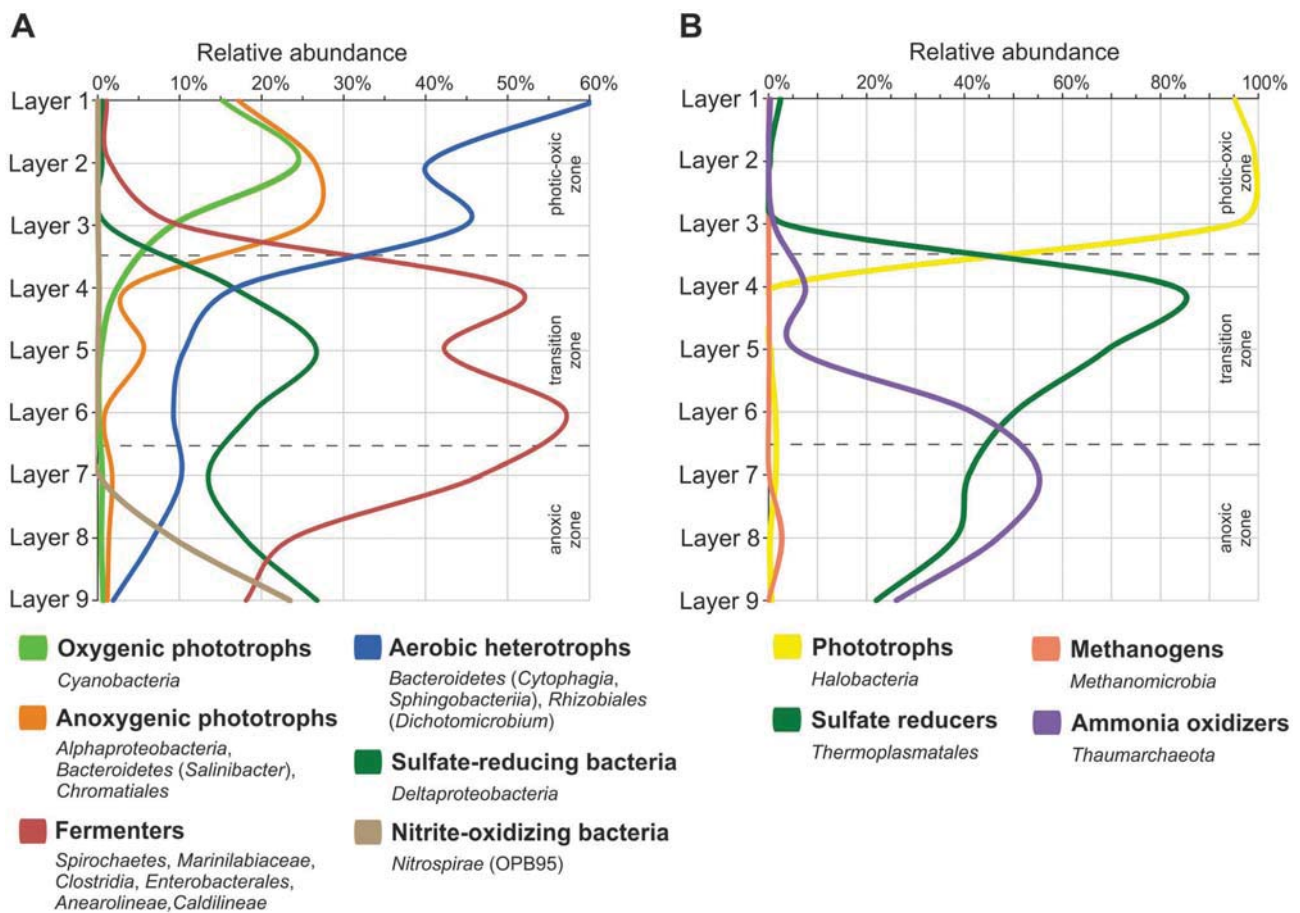 A
Relative abundance
0% 10% 20% 30% 40% 50% 60%
Layer 1
Layer 2
Layer 3
Layer 4
Layer 5
Layer 6
Layer 7
Layer 8
Layer 9
photic-oxic
zone
transition
zone
anoxic
zone
Oxygenic phototrophs
Cyanobacteria
Anoxygenic phototrophs
Alphaproteobacteria,
Bacteroidetes (Salinibacter),
Chromatiales
Fermenters
Spirochaetes, Marinilabiaceae,
Clostridia, Enterobacterales,
Anearolineae,Caldilineae
Aerobic heterotrophs
Bacteroidetes (Cytophagia,
Sphingobacteriia), Rhizobiales
(Dichotomicrobium)
Sulfate-reducing bacteria
Deltaproteobacteria
Nitrite-oxidizing bacteria
Nitrospirae (OPB95)
B
Relative abundance
0% 20% 40% 60% 80% 100%
Layer 1
Layer 2
Layer 3
Layer 4
Layer 5
Layer 6
Layer 7
Layer 8
Layer 9
photic-oxic
zone
transition
zone
anoxic
zone
Phototrophs
Halobacteria
Sulfate reducers
Thermoplasmatales
Methanogens
Methanomicrobia
Ammonia oxidizers
Thaumarchaeota